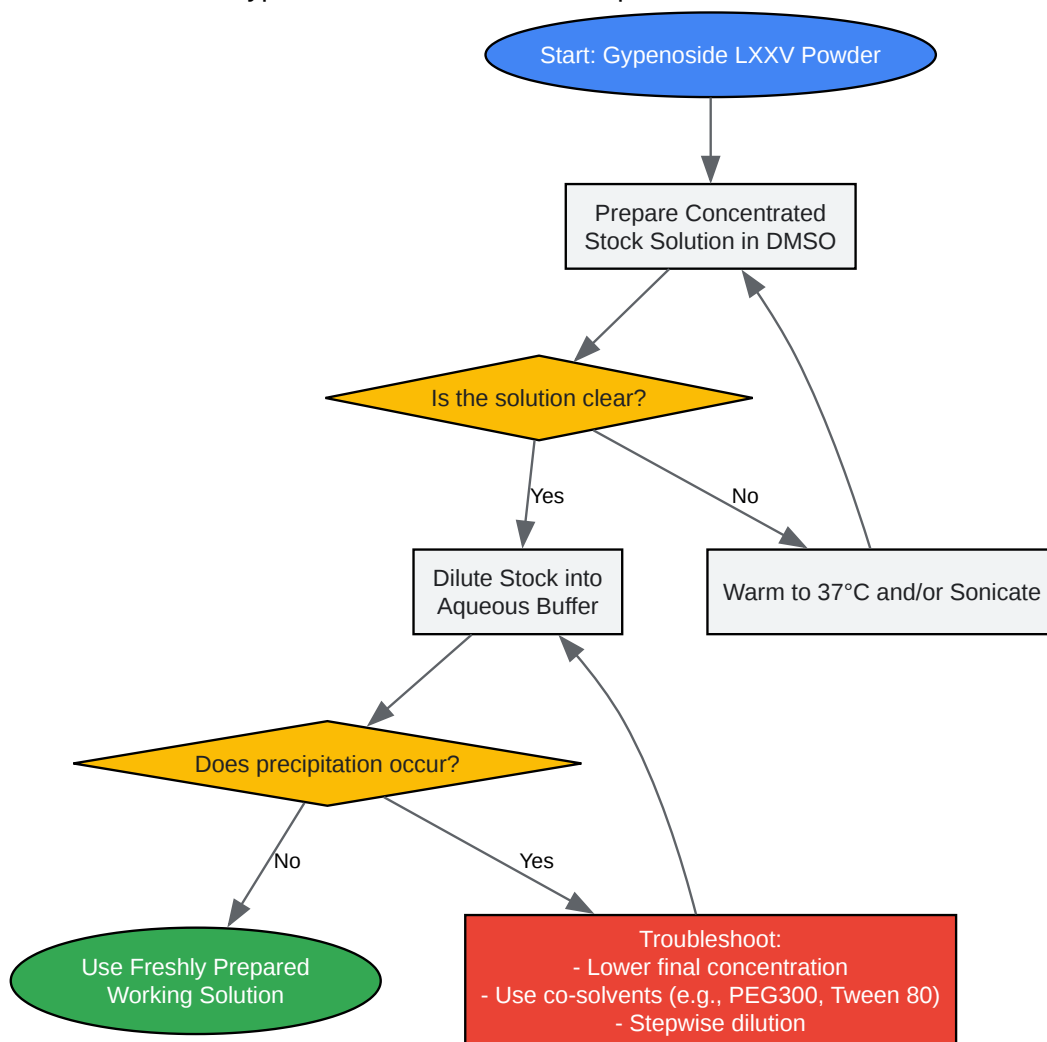 Start: Gypenoside LXXV Powder
Prepare Concentrated
Stock Solution in DMSO
Is the solution clear?
Yes
No
Dilute Stock into
Aqueous Buffer
Warm to 37°C and/or Sonicate
Does precipitation occur?
No
Yes
Use Freshly Prepared
Working Solution
Troubleshoot:
- Lower final concentration
- Use co-solvents (e.g., PEG300, Tween 80)
- Stepwise dilution